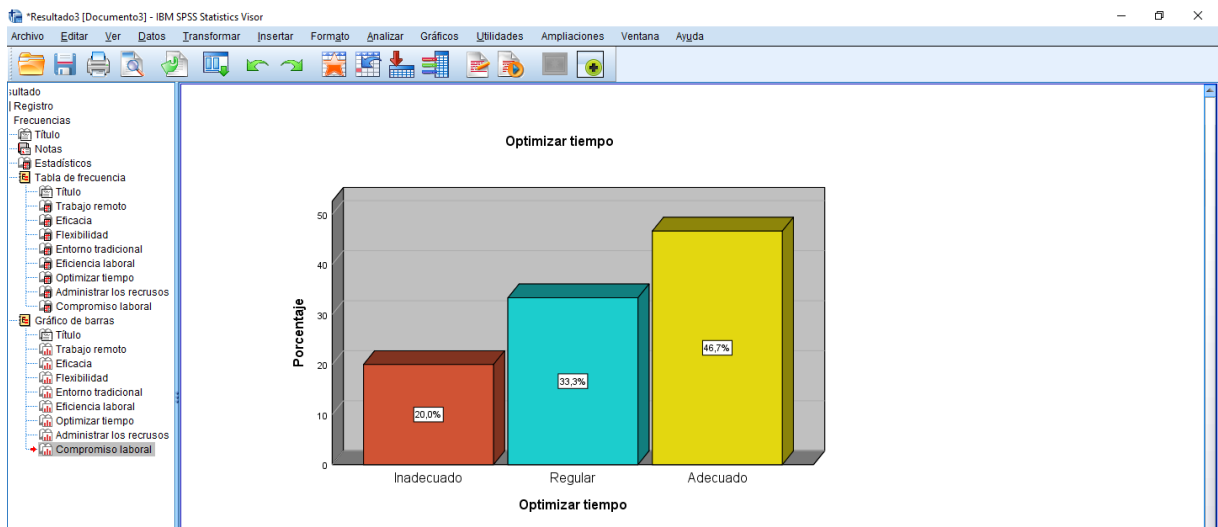 *Resultado3 [Documento3] - IBM SPSS Statistics Visor
Archivo Editar Ver Datos Transformar Insertar Formato Analizar Gráficos Utilidades Ampliaciones Ventana Ayuda
sultado
Registro
Frecuencias
Título
Notas
Estadísticos
Tabla de frecuencia
Título
Trabajo remoto
Eficacia
Flexibilidad
Entorno tradicional
Eficiencia laboral
Optimizar tiempo
Administrar los recrusos
Compromiso laboral
Gráfico de barras
Título
Trabajo remoto
Eficacia
Flexibilidad
Entorno tradicional
Eficiencia laboral
Optimizar tiempo
Administrar los recrusos
Compromiso laboral
Optimizar tiempo
Porcentaje
50
40
30
20
10
0
20,0%
33,3%
46,7%
Inadecuado Regular Adecuado
Optimizar tiempo